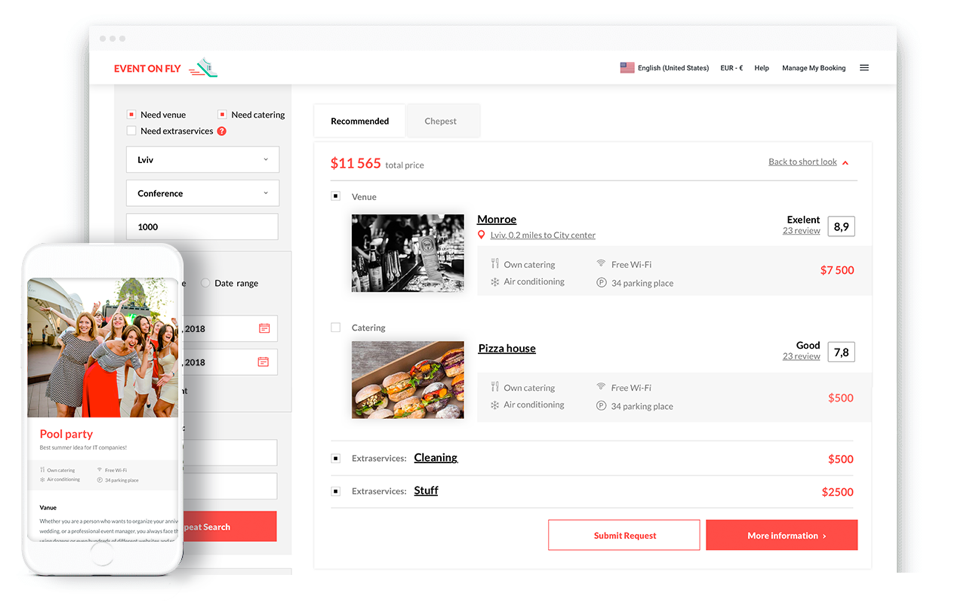 EVENT ON FLY
English (United States)
EUR - €
Help
Manage My Booking
Need venue
Need catering
Need extraservices ?
Lviv
Conference
1000
Date range
, 2018
, 2018
peat Search
Recommended
Chepest
$11 565 total price
Back to short look
Venue
Monroe
Lviv, 0.2 miles to City center
Exelent
23 review
8,9
Own catering
Free Wi-Fi
Air conditioning
P 34 parking place
$7 500
Catering
Pizza house
Good
23 review
7,8
Own catering
Free Wi-Fi
Air conditioning
P 34 parking place
$500
Extraservices: Cleaning
$500
Extraservices: Stuff
$2500
Submit Request
More information ›
Pool party
Best summer idea for IT companies!
Own catering
Free Wi-Fi
Air conditioning
34 parking place
Vanue
Whether you are a person who wants to organize your anniv
wedding, or a professional event manager, you always face th